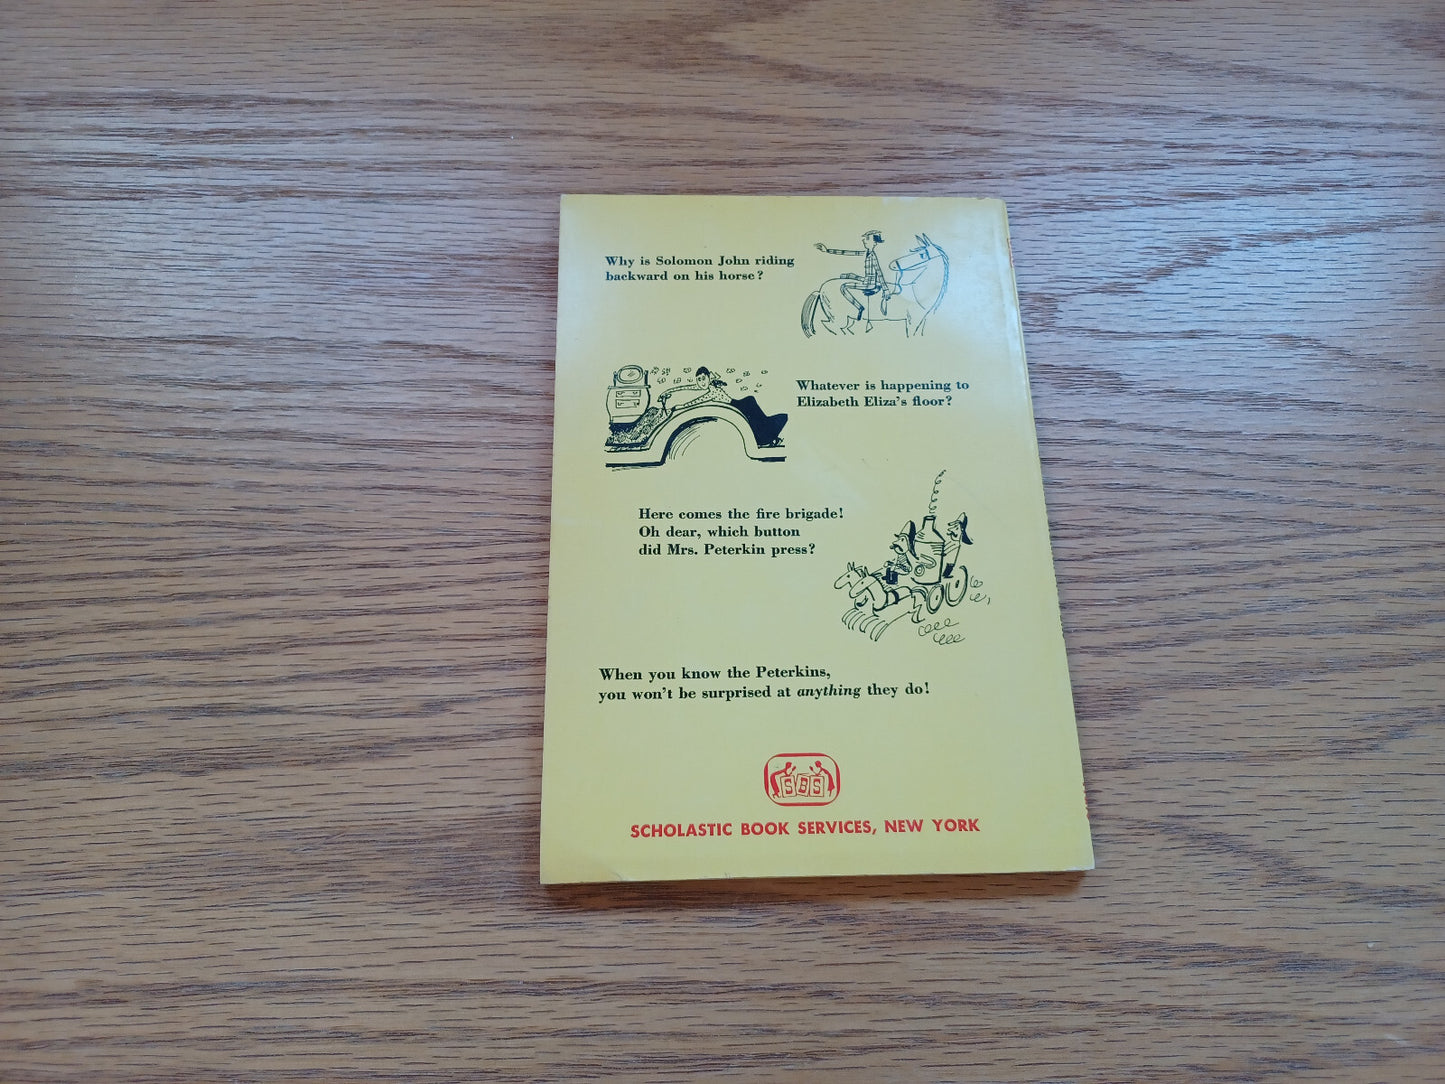 Why is Solomon John riding
backward on his horse?
Whatever is happening to
Elizabeth Eliza's floor?
Here comes the fire brigade!
Oh dear, which button
did Mrs. Peterkin press?
When you know the Peterkins,
you won't be surprised at anything they do!
SBS
SCHOLASTIC BOOK SERVICES, NEW YORK